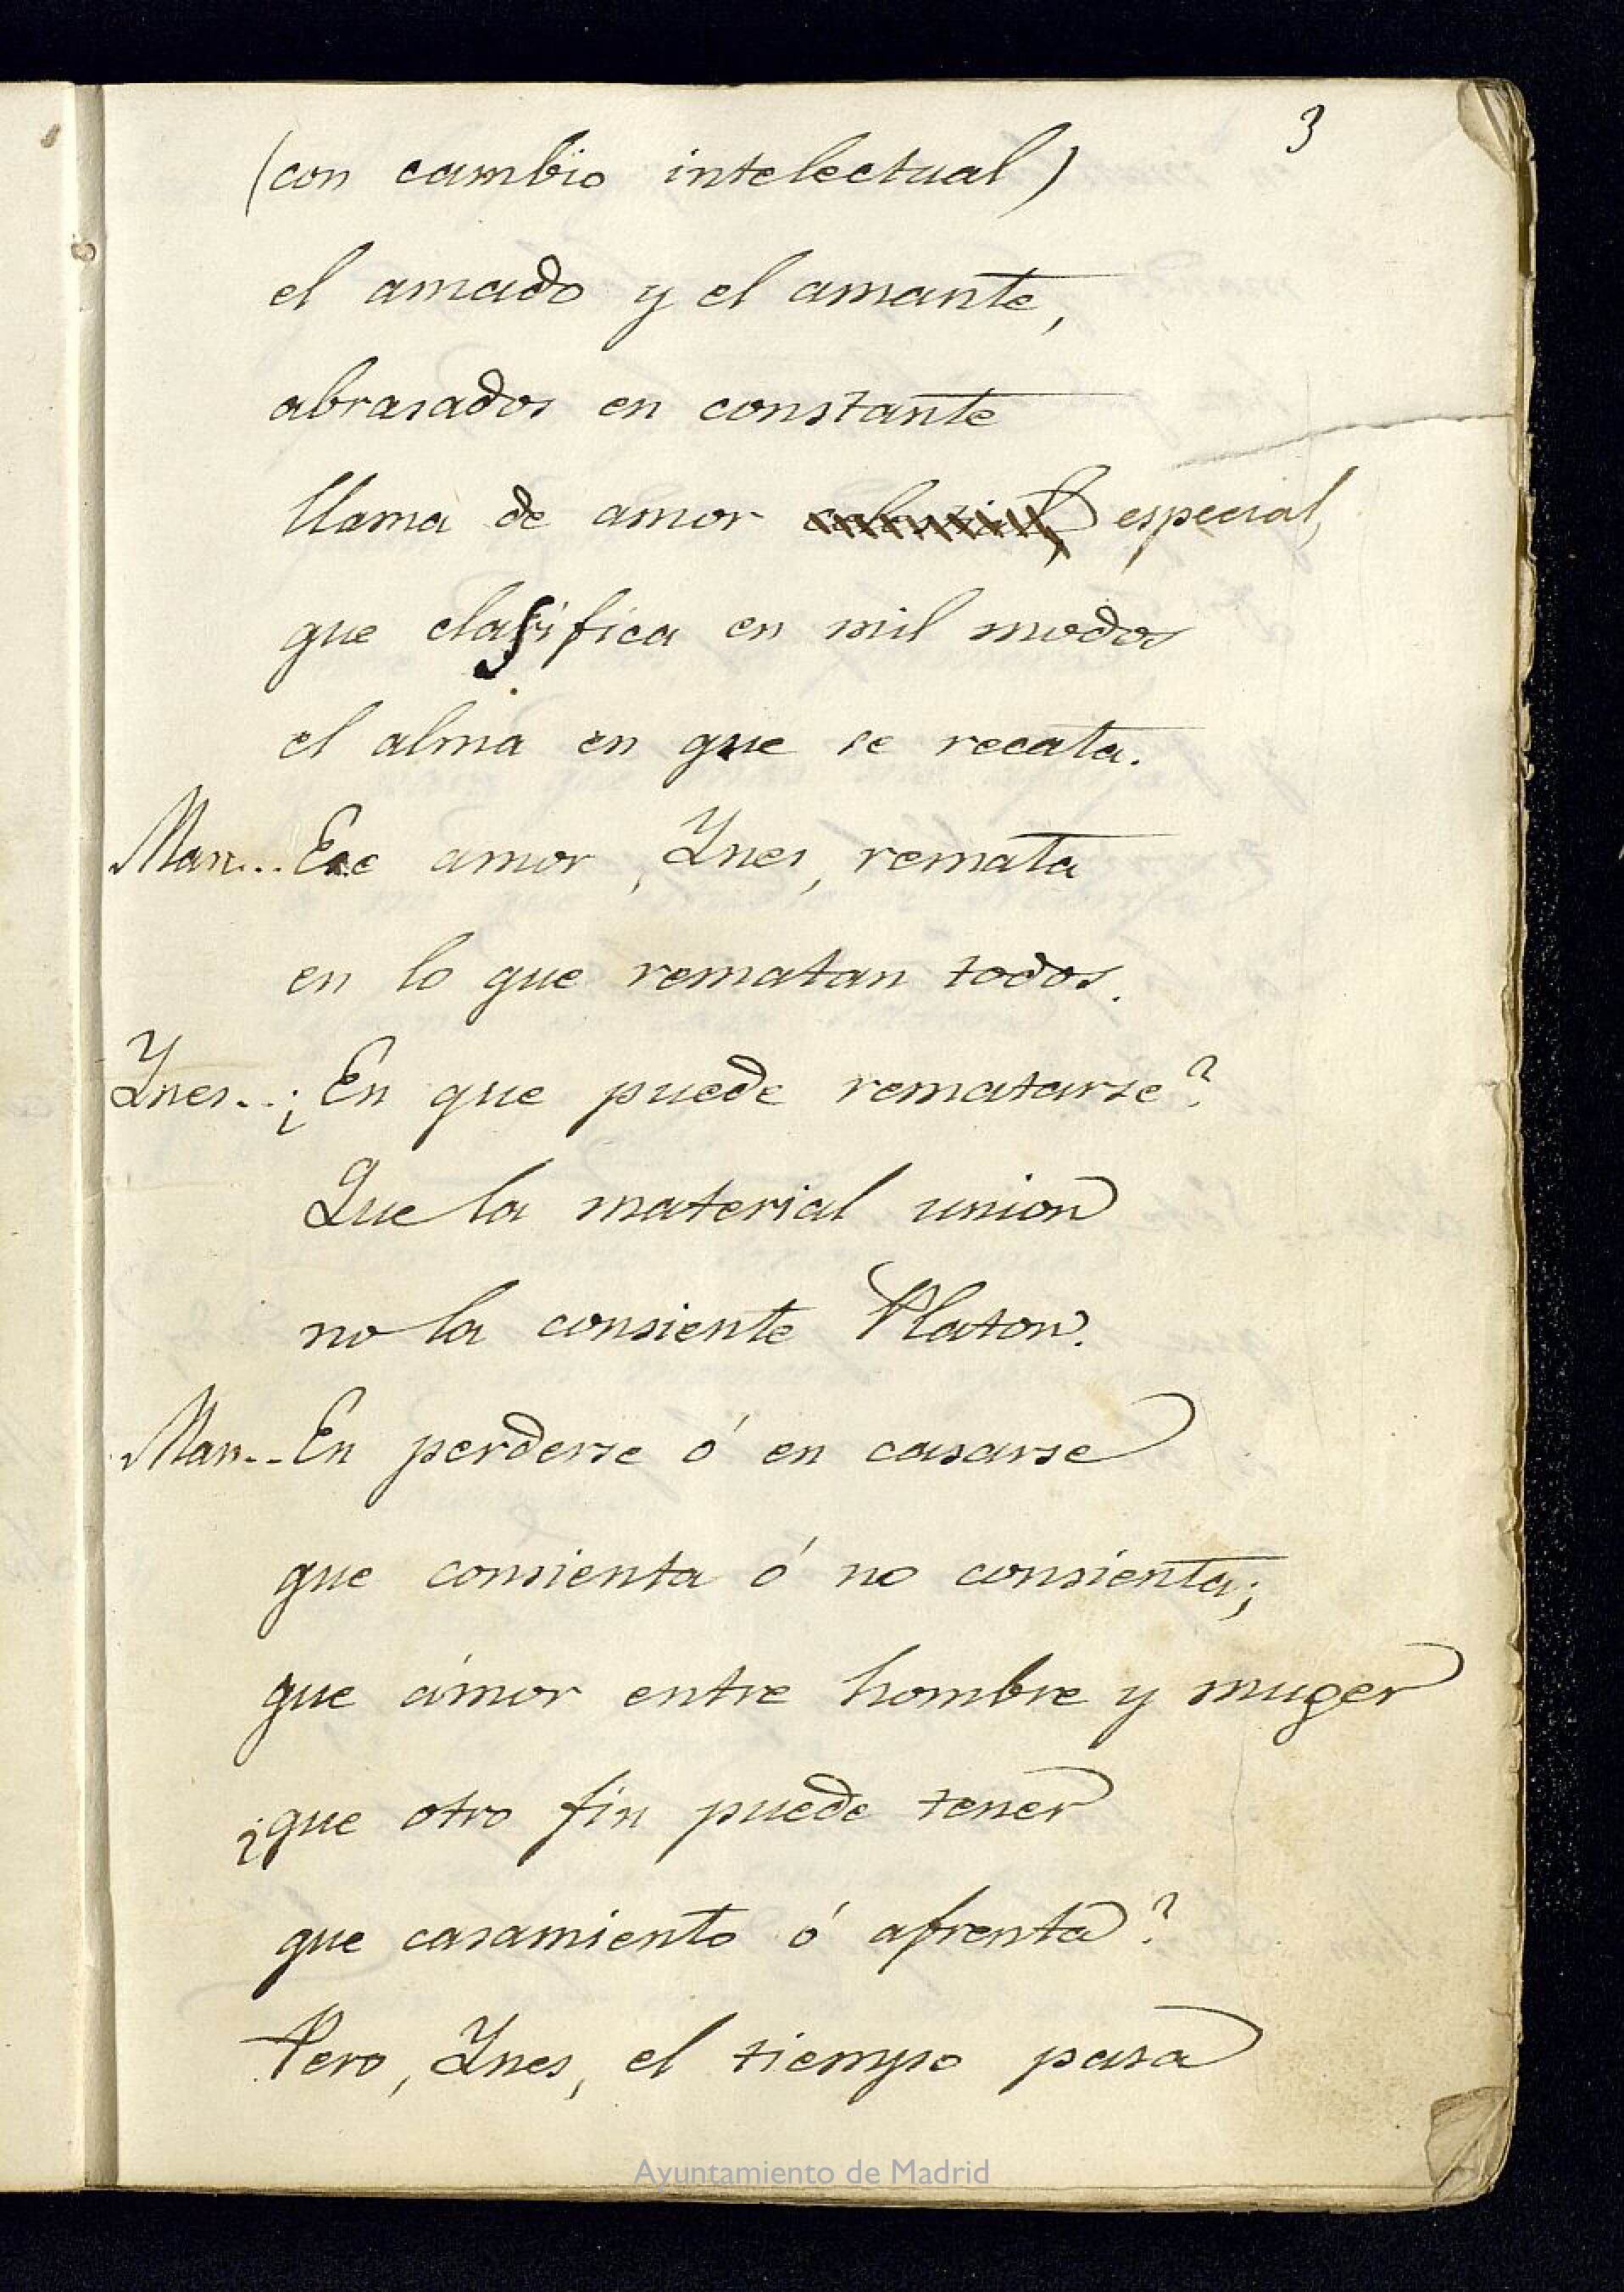 3
(con cambio intelectual)
el amado y el amante,
abrasados en constante
llama de amor especial,
que clasifica en mil modos
el alma en que se recata.
Man... Ese amor, Ynes, remata
en lo que rematan todos.
Ynes... ¿En que puede rematarse?
Que la material union
no la consiente Platon.
Man... En perderse ó en casarse
que consienta ó no consienta;
que ámor entre hombre y muger
¿que otro fin puede tener
que casamiento ó afrenta?
Pero, Ynes, el tiempo pasa
Ayuntamiento de Madrid